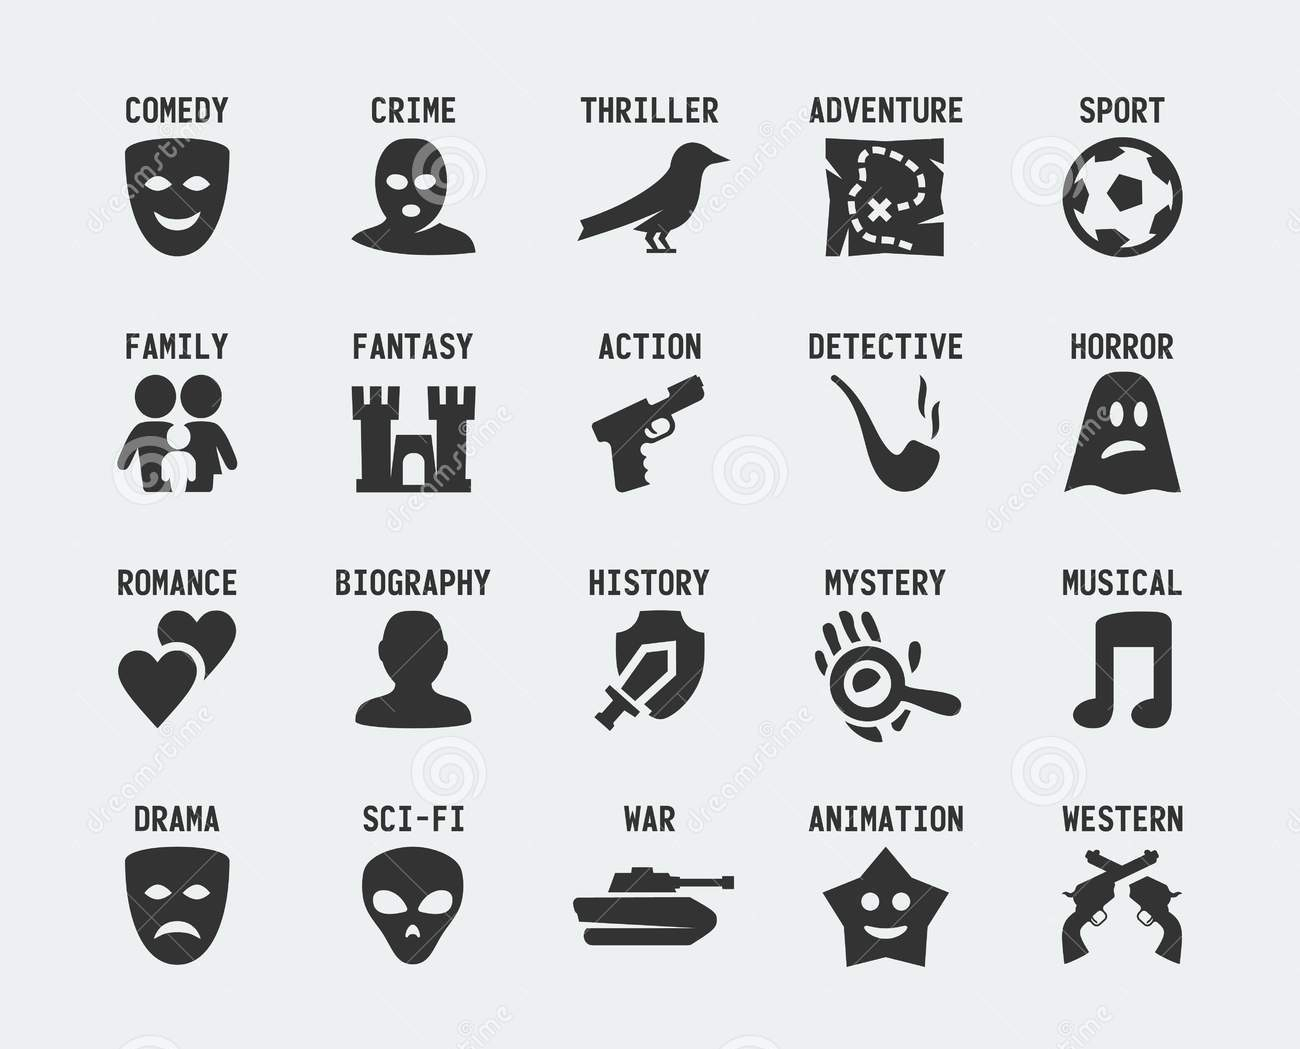 COMEDY CRIME THRILLER ADVENTURE SPORT
FAMILY FANTASY ACTION DETECTIVE HORROR
ROMANCE BIOGRAPHY HISTORY MYSTERY MUSICAL
DRAMA SCI-FI WAR ANIMATION WESTERN
dreamstime